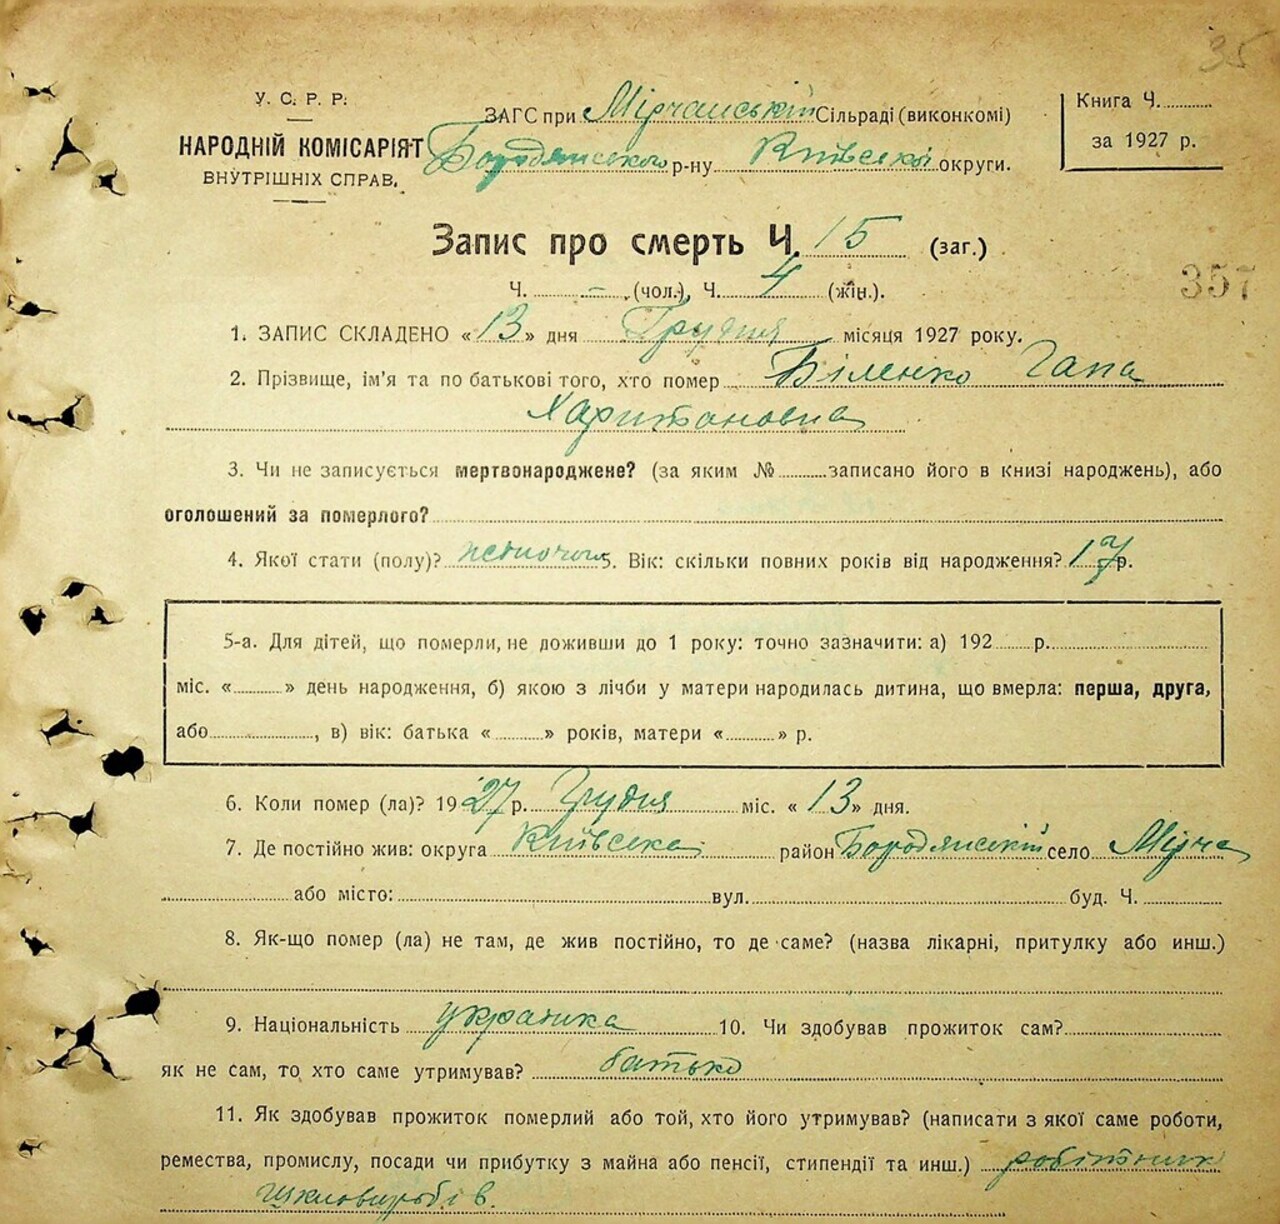 35
У. С. Р. Р.
НАРОДНІЙ КОМІСАРІЯТ
ВНУТРІШНІХ СПРАВ.
ЗАГС при Мірчанській Сільраді (виконкомі)
Бородянського р-ну Київської округи.
Книга Ч.
за 1927 р.
Запис про смерть Ч. 15 (заг.)
Ч. – (чол.), Ч. 4 (жін.).
357
1. ЗАПИС СКЛАДЕНО «13» дня Грудня місяця 1927 року.
2. Прізвище, ім'я та по батькові того, хто помер Біленко Гапа
Харитановна
3. Чи не записується мертвонароджене? (за яким № записано його в книзі народжень), або
оголошений за померлого?
4. Якої стати (полу)? жіночої 5. Вік: скільки повних років від народження? 17 р.
5-а. Для дітей, що померли, не доживши до 1 року: точно зазначити: а) 192 р.
міс. « » день народження, б) якою з лічби у матери народилась дитина, що вмерла: перша, друга,
або , в) вік: батька « » років, матери « » р.
6. Коли помер (ла)? 1927 р. Грудня міс. «13» дня.
7. Де постійно жив: округа Київська район Бородянській село Мірча
або місто: вул. буд. Ч.
8. Як-що помер (ла) не там, де жив постійно, то де саме? (назва лікарні, притулку або инш.)
9. Національність украинка 10. Чи здобував прожиток сам?
як не сам, то хто саме утримував? батько
11. Як здобував прожиток померлий або той, хто його утримував? (написати з якої саме роботи,
ремества, промислу, посади чи прибутку з майна або пенсії, стипендії та инш.) робітник
шкловиробів.